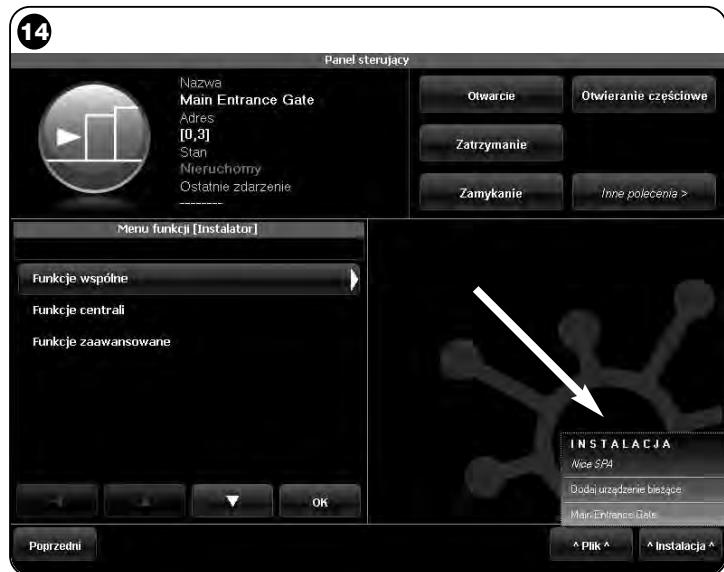 14
Panel sterujący
Nazwa
Main Entrance Gate
Adres
[0,3]
Stan
Nieruchomy
Ostatnie zdarzenie
--------
Otwarcie
Otwieranie częściowe
Zatrzymanie
Zamykanie
Inne polecenia >
Menu funkcji [Instalator]
Funkcje wspólne
Funkcje centrali
Funkcje zaawansowane
OK
INSTALACJA
Nice SPA
Dodaj urządzenie bieżące
Main Entrance Gate
Poprzedni
^ Plik ^
^ Instalacja ^